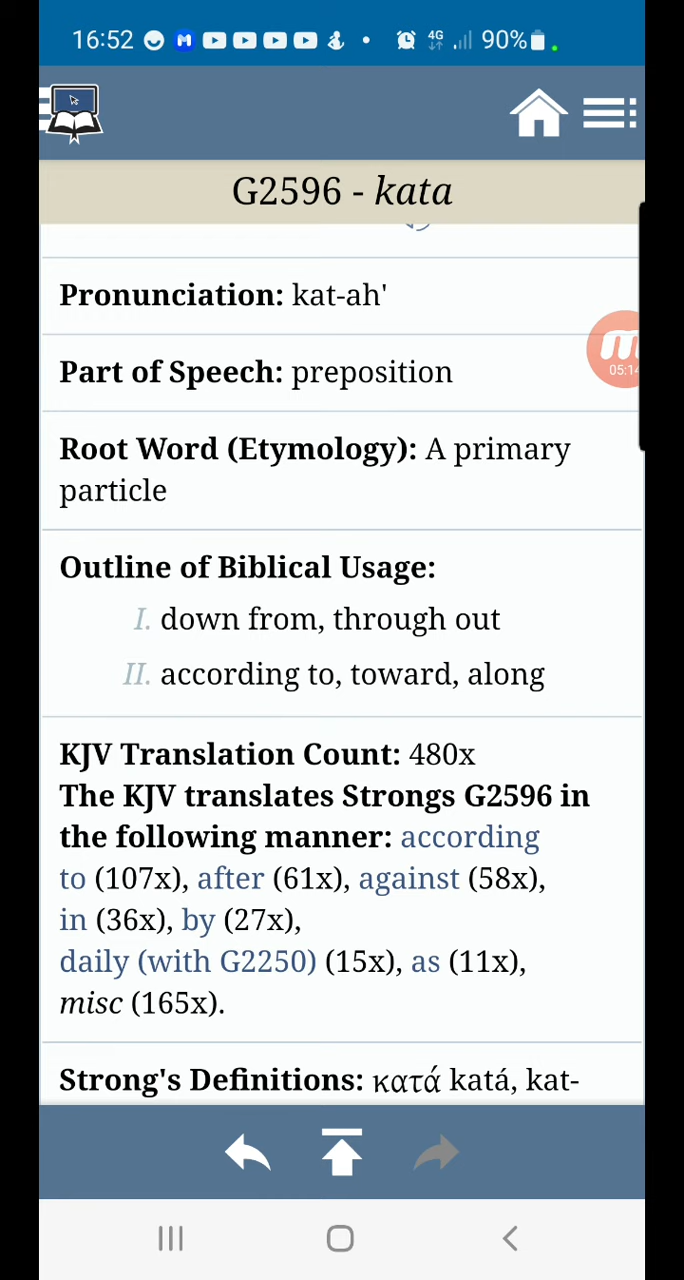 16:52 4G 90%
G2596 - kata
Pronunciation: kat-ah'
Part of Speech: preposition
05:14
Root Word (Etymology): A primary
particle
Outline of Biblical Usage:
I. down from, through out
II. according to, toward, along
KJV Translation Count: 480x
The KJV translates Strongs G2596 in
the following manner: according
to (107x), after (61x), against (58x),
in (36x), by (27x),
daily (with G2250) (15x), as (11x),
misc (165x).
Strong's Definitions: κατά katá, kat-